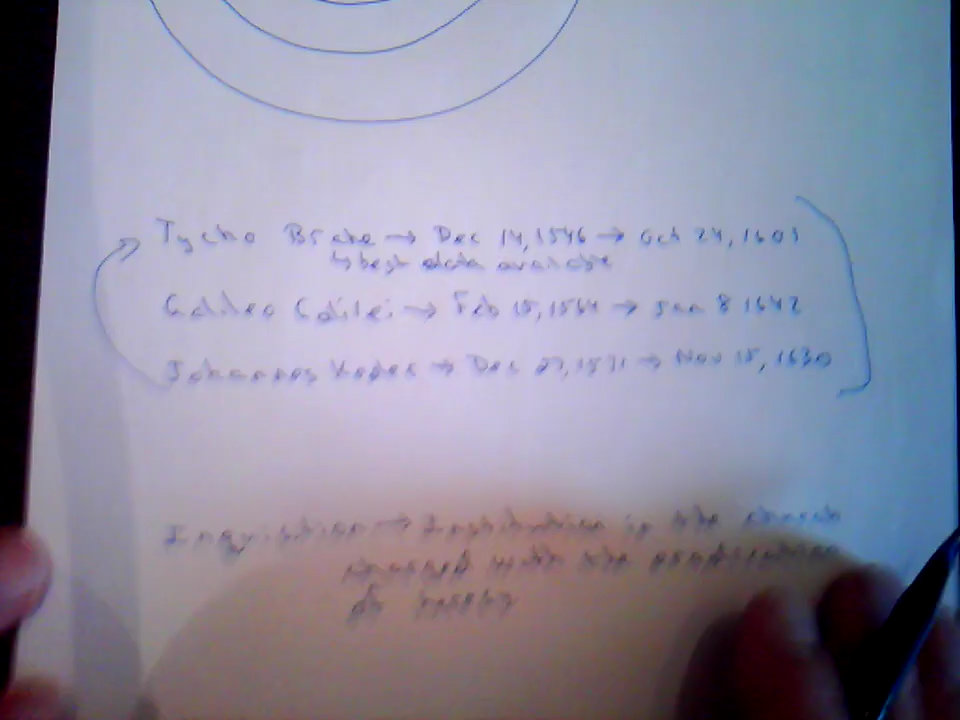 Tycho Brahe → Dec 14, 1546 → Oct 24, 1601
↳ best data available
Galileo Galilei → Feb 15, 1564 → Jan 8 1642
Johannes Kepler → Dec 27, 1571 → Nov 15, 1630
Inquisition → Institution in the church
charged with the eradication
of heresy